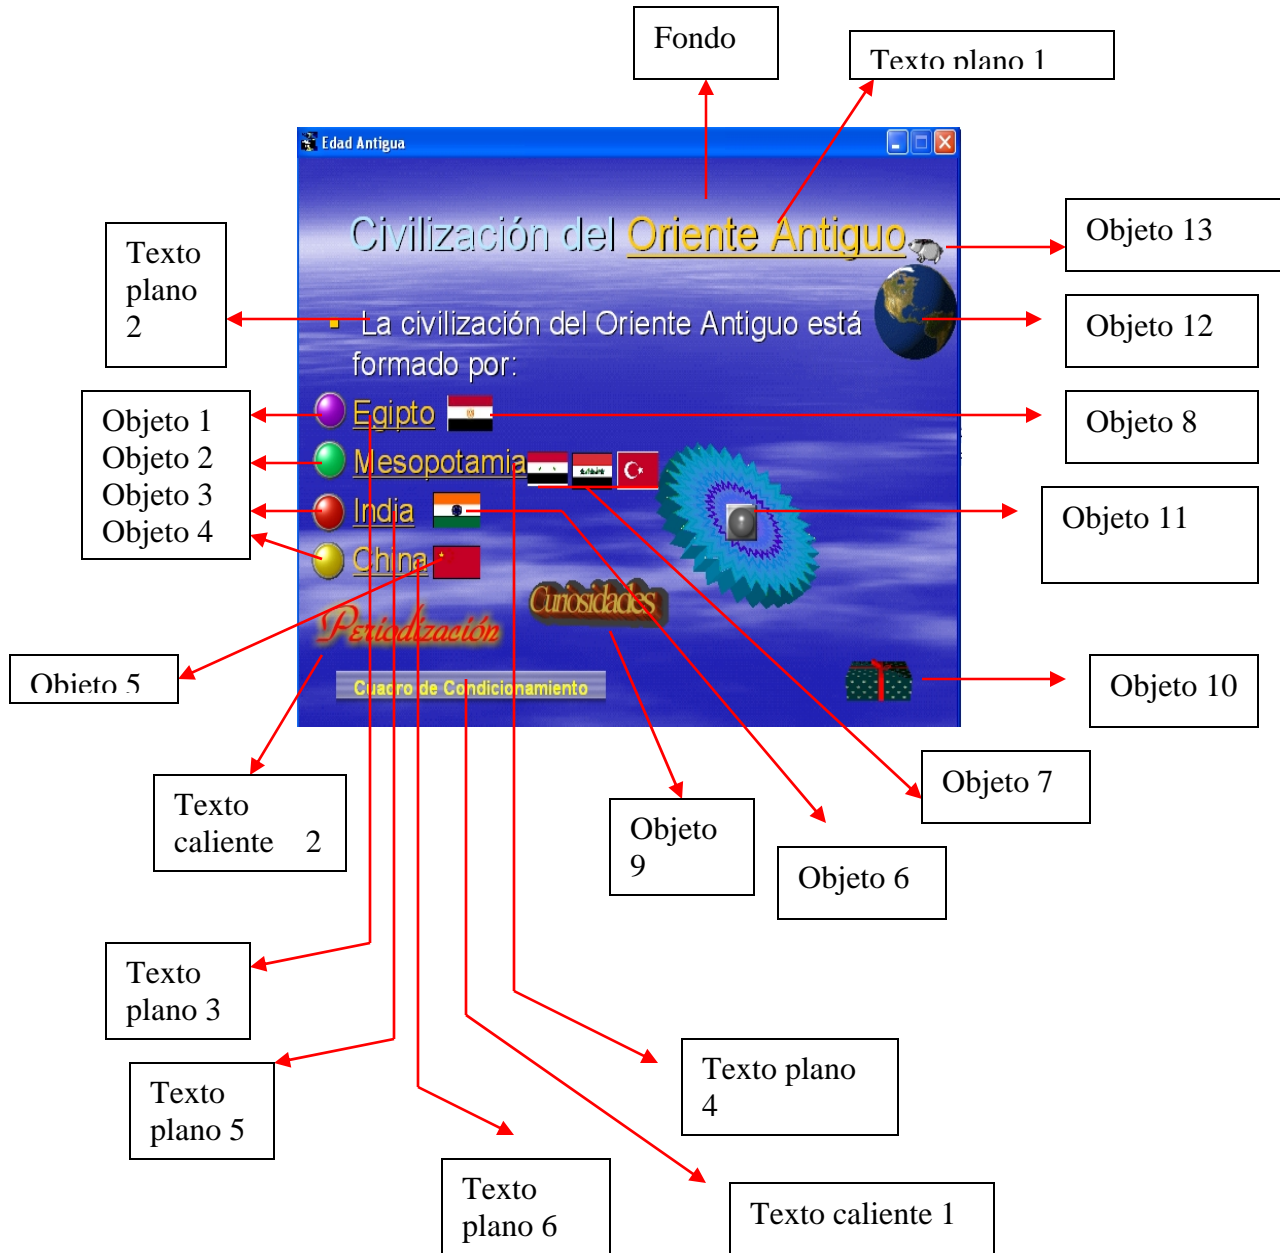 Fondo
Texto plano 1
Edad Antigua
Civilización del Oriente Antiguo
Objeto 13
Texto
plano
2
La civilización del Oriente Antiguo está
formado por:
Objeto 12
Objeto 1
Objeto 2
Objeto 3
Objeto 4
Egipto
Objeto 8
Mesopotamia
India
Objeto 11
China
Curiosidades
Periodización
Objeto 5
Cuadro de Condicionamiento
Objeto 10
Texto
caliente 2
Objeto
9
Objeto 7
Objeto 6
Texto
plano 3
Texto
plano 5
Texto plano
4
Texto
plano 6
Texto caliente 1